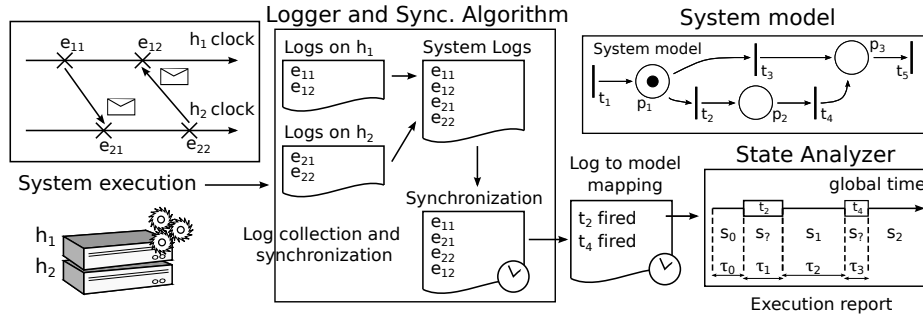 Logger and Sync. Algorithm
System model
e11
e12
h1 clock
h2 clock
e21
e22
System execution
h1
h2
Logs on h1
e11
e12
Logs on h2
e21
e22
System Logs
e11
e12
e21
e22
Synchronization
e11
e21
e22
e12
Log collection and
synchronization
System model
t1
p1
t3
t2
p2
t4
p3
t5
Log to model
mapping
t2 fired
t4 fired
State Analyzer
global time
t2
t4
s0
s?
s1
s?
s2
τ0
τ1
τ2
τ3
Execution report